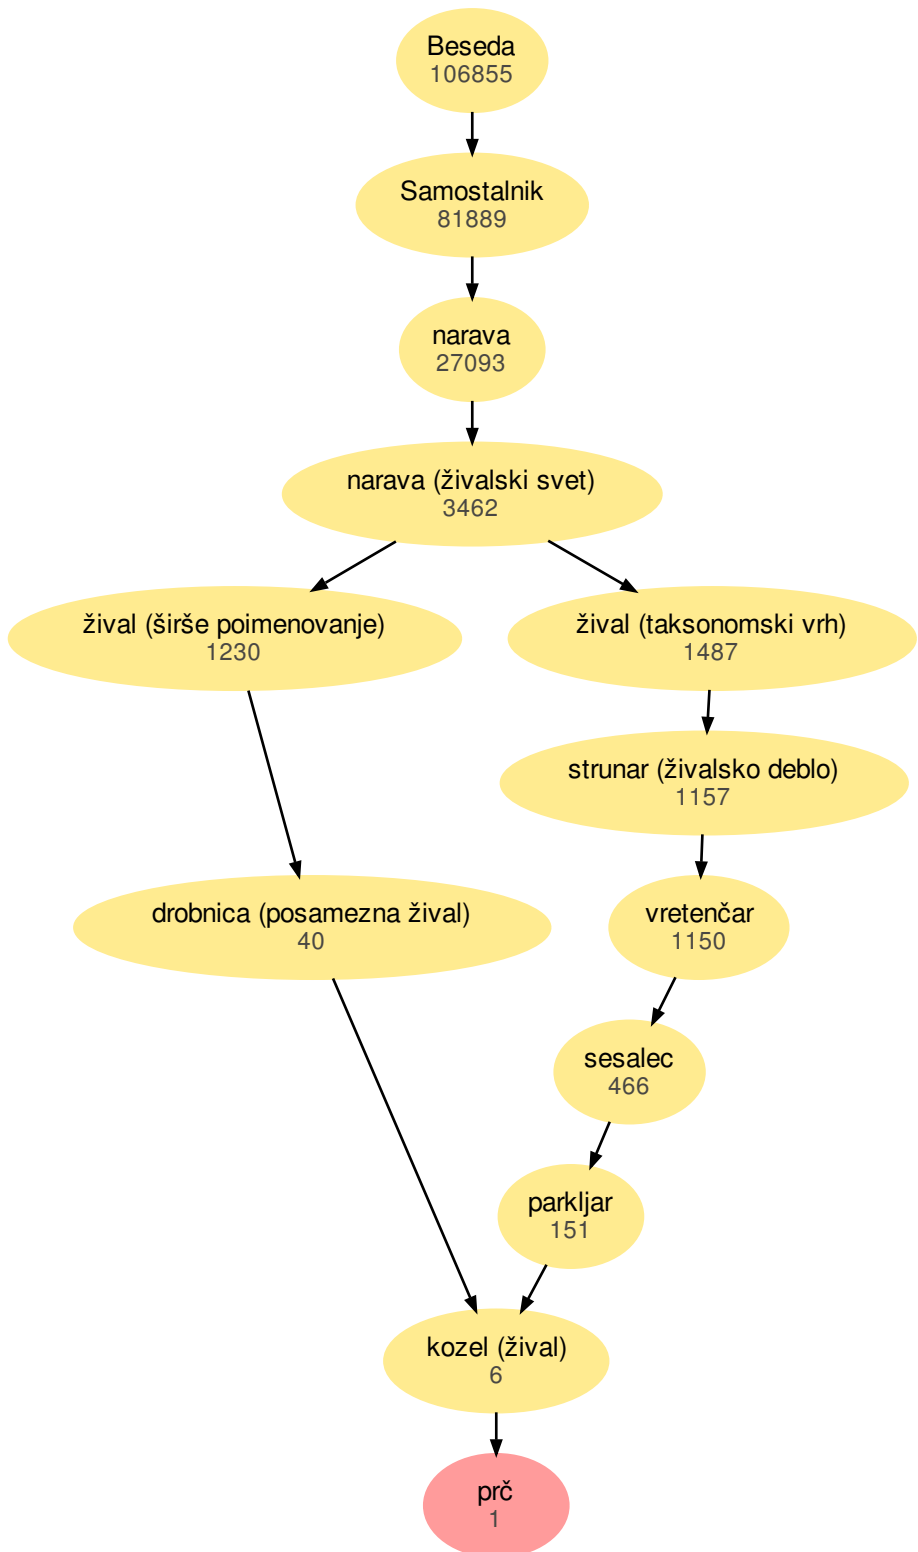 Beseda
106855
Samostalnik
81889
narava
27093
narava (živalski svet)
3462
žival (širše poimenovanje)
1230
žival (taksonomski vrh)
1487
strunar (živalsko deblo)
1157
drobnica (posamezna žival)
40
vretenčar
1150
sesalec
466
parkljar
151
kozel (žival)
6
prč
1